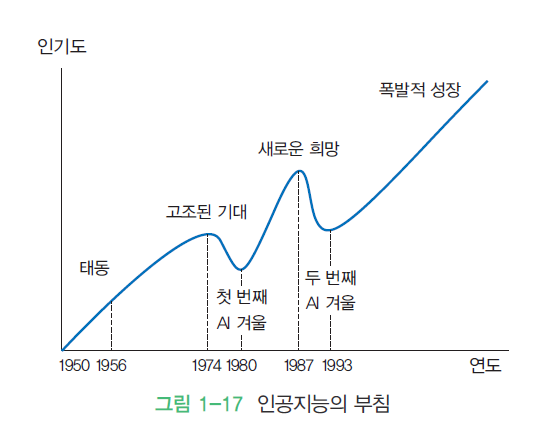 인기도
폭발적 성장
새로운 희망
고조된 기대
태동
두 번째
AI 겨울
첫 번째
AI 겨울
1950 1956 1974 1980 1987 1993 연도
그림 1-17 인공지능의 부침